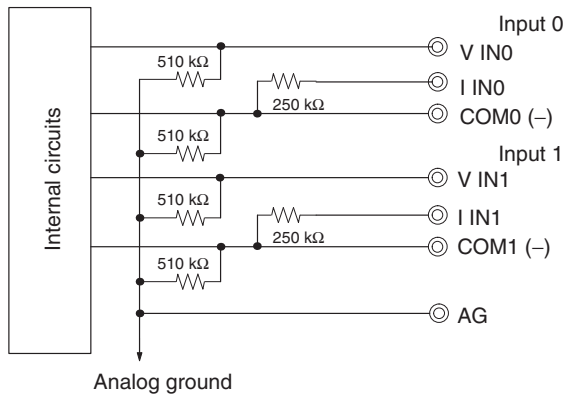 Input 0
V IN0
510 kΩ
I IN0
250 kΩ
COM0 (−)
510 kΩ
Input 1
V IN1
510 kΩ
I IN1
250 kΩ
COM1 (−)
510 kΩ
AG
Internal circuits
Analog ground